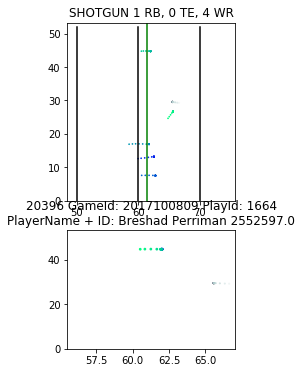 SHOTGUN 1 RB, 0 TE, 4 WR
50
40
30
20
10
0
50 60 70
20396 GameId: 2017100809 PlayId: 1664
PlayerName + ID: Breshad Perriman 2552597.0
40
20
0
57.5 60.0 62.5 65.0